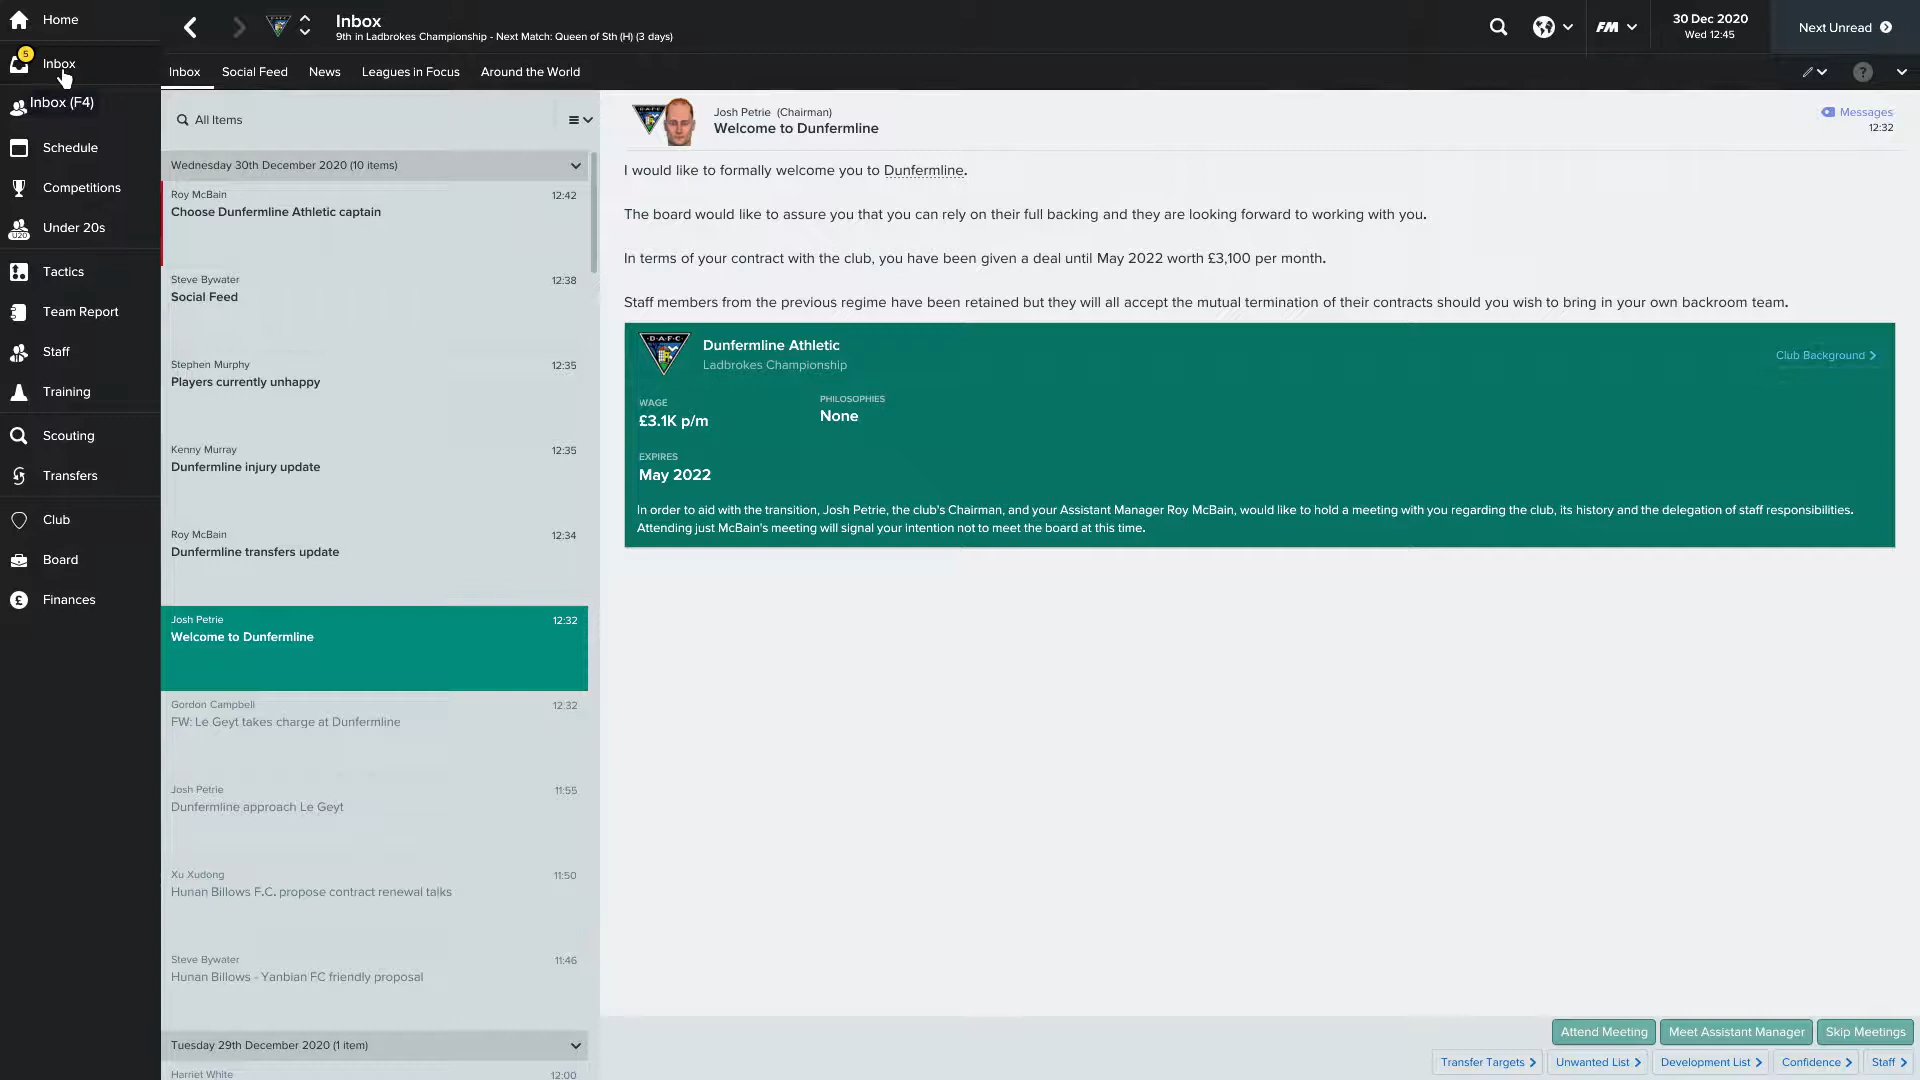 Home
5
Inbox
Inbox (F4)
Schedule
Competitions
U20
Under 20s
Tactics
Team Report
Staff
Training
Scouting
Transfers
Club
Board
£
Finances
Inbox
9th in Ladbrokes Championship - Next Match: Queen of Sth (H) (3 days)
FM
30 Dec 2020
Wed 12:45
Next Unread
Inbox Social Feed News Leagues in Focus Around the World
?
All Items
Wednesday 30th December 2020 (10 items)
Roy McBain 12:42
Choose Dunfermline Athletic captain
Steve Bywater 12:38
Social Feed
Stephen Murphy 12:35
Players currently unhappy
Kenny Murray 12:35
Dunfermline injury update
Roy McBain 12:34
Dunfermline transfers update
Josh Petrie 12:32
Welcome to Dunfermline
Gordon Campbell 12:32
FW: Le Geyt takes charge at Dunfermline
Josh Petrie 11:55
Dunfermline approach Le Geyt
Xu Xudong 11:50
Hunan Billows F.C. propose contract renewal talks
Steve Bywater 11:46
Hunan Billows - Yanbian FC friendly proposal
Tuesday 29th December 2020 (1 item)
Harriet White 12:00
Josh Petrie (Chairman)
Welcome to Dunfermline
Messages
12:32
I would like to formally welcome you to Dunfermline.
The board would like to assure you that you can rely on their full backing and they are looking forward to working with you.
In terms of your contract with the club, you have been given a deal until May 2022 worth £3,100 per month.
Staff members from the previous regime have been retained but they will all accept the mutual termination of their contracts should you wish to bring in your own backroom team.
D·A·F·C
Dunfermline Athletic
Ladbrokes Championship
Club Background
WAGE
£3.1K p/m
PHILOSOPHIES
None
EXPIRES
May 2022
In order to aid with the transition, Josh Petrie, the club's Chairman, and your Assistant Manager Roy McBain, would like to hold a meeting with you regarding the club, its history and the delegation of staff responsibilities.
Attending just McBain's meeting will signal your intention not to meet the board at this time.
Attend Meeting Meet Assistant Manager Skip Meetings
Transfer Targets Unwanted List Development List Confidence Staff